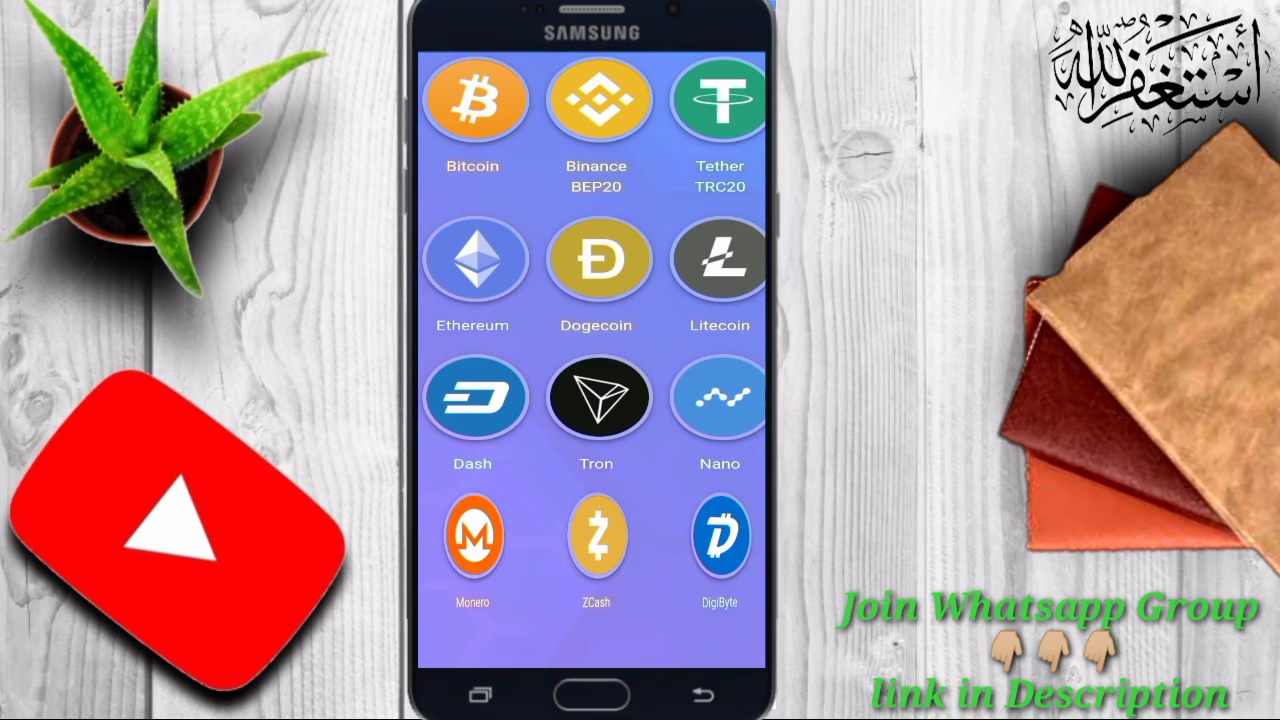 SAMSUNG
أستغفر الله
Bitcoin
Binance
BEP20
Tether
TRC20
Ethereum
Dogecoin
Litecoin
Dash
Tron
Nano
Monero
ZCash
DigiByte
Join Whatsapp Group
👇🏼👇🏼👇🏼
link in Description